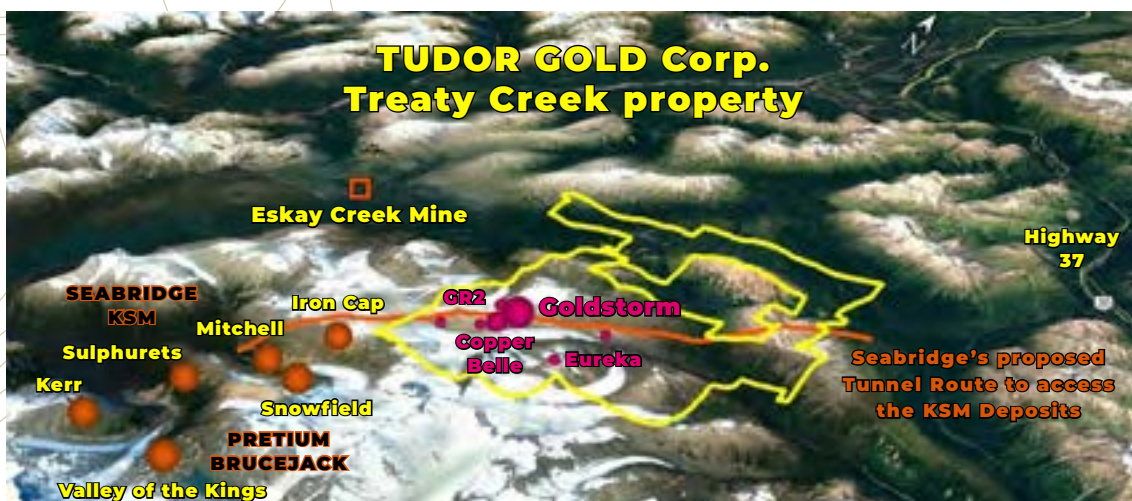 TUDOR GOLD Corp.
Treaty Creek property
N
Eskay Creek Mine
Highway
37
SEABRIDGE
KSM
Iron Cap
GR2
Goldstorm
Mitchell
Sulphurets
Copper
Belle
Eureka
Kerr
Snowfield
Seabridge's proposed
Tunnel Route to access
the KSM Deposits
PRETIUM
BRUCEJACK
Valley of the Kings